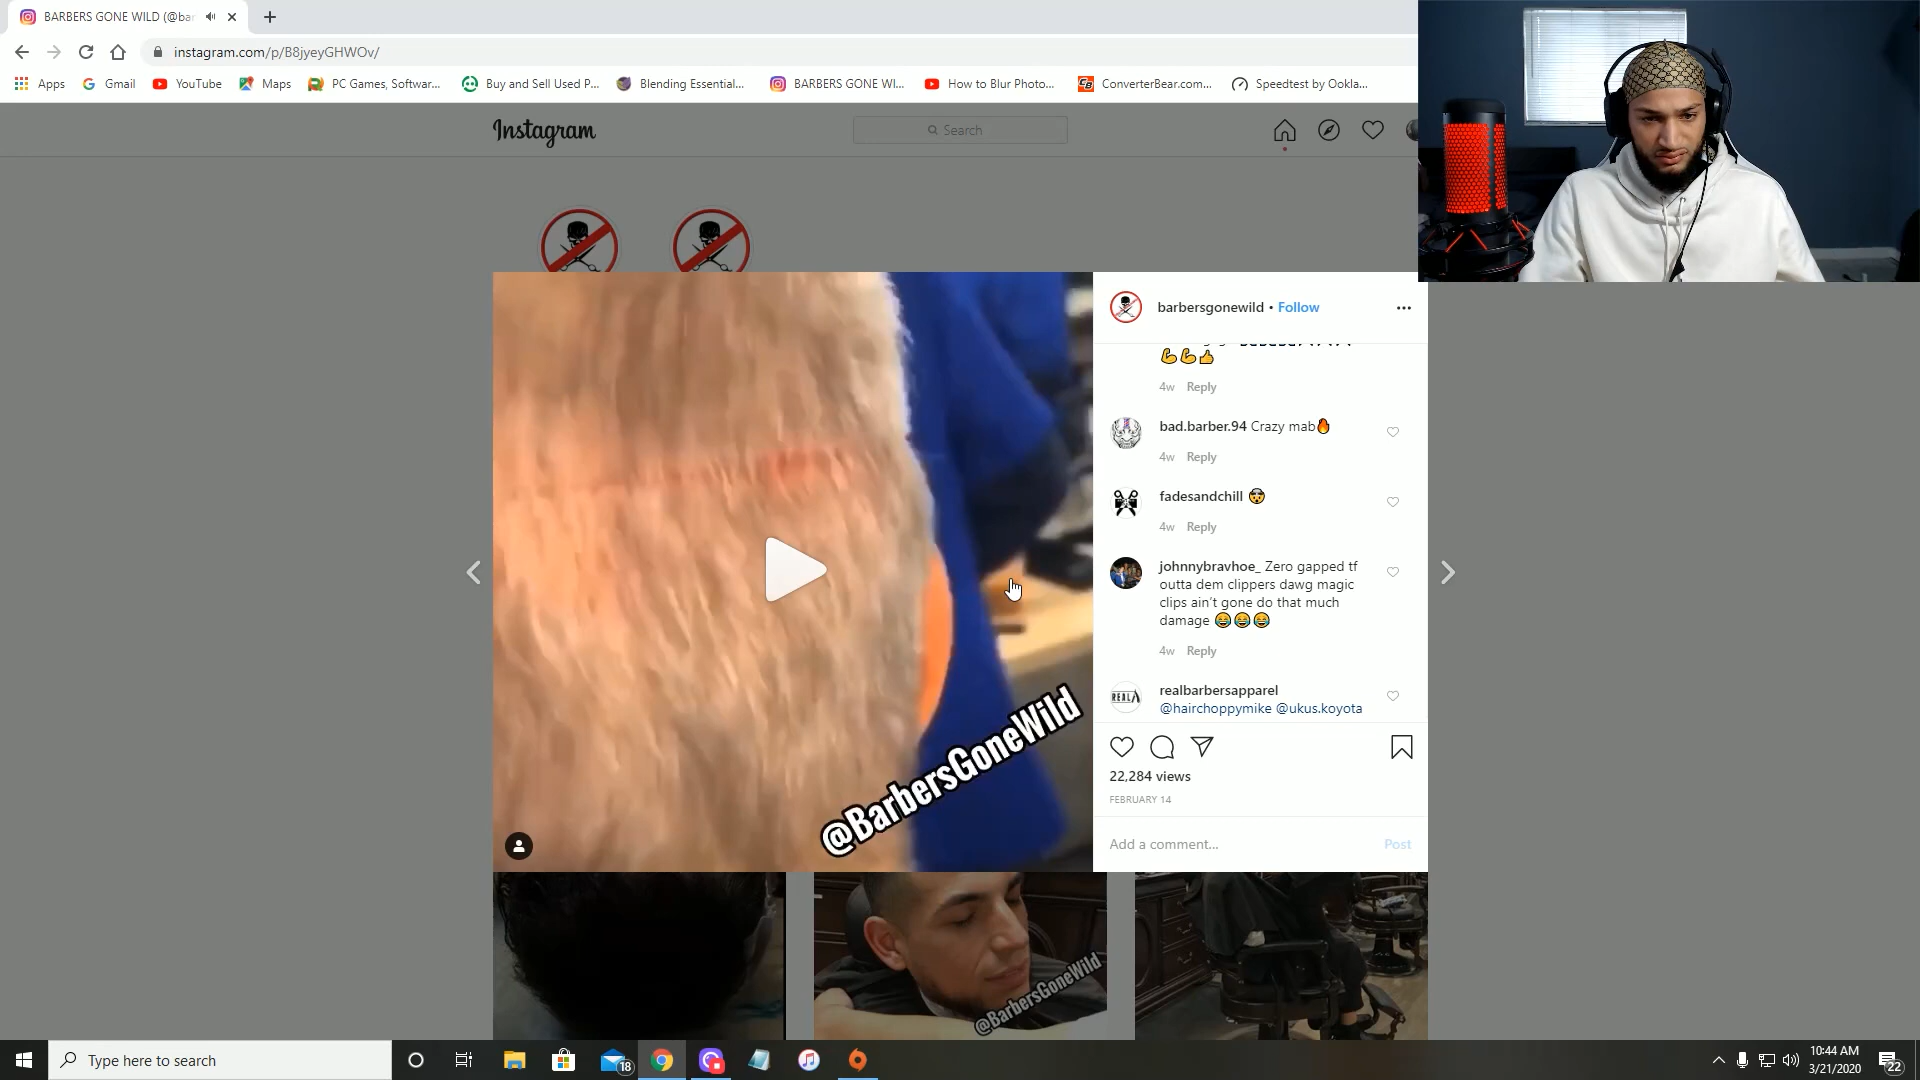 BARBERS GONE WILD (@bar
instagram.com/p/B8jyeyGHWOv/
Apps Gmail YouTube Maps PC Games, Softwar... Buy and Sell Used P... Blending Essential... BARBERS GONE WI... How to Blur Photo... ConverterBear.com... Speedtest by Ookla...
Instagram
Search
barbersgonewild • Follow
💪💪👍
4w Reply
bad.barber.94 Crazy mab🔥
4w Reply
fadesandchill 🤯
4w Reply
johnnybravhoe_ Zero gapped tf
outta dem clippers dawg magic
clips ain't gone do that much
damage 😂😂😂
4w Reply
REAL
realbarbersapparel
@hairchoppymike @ukus.koyota
@BarbersGoneWild
22,284 views
FEBRUARY 14
Add a comment... Post
@BarbersGoneWild
Type here to search
18
10:44 AM
3/21/2020
22